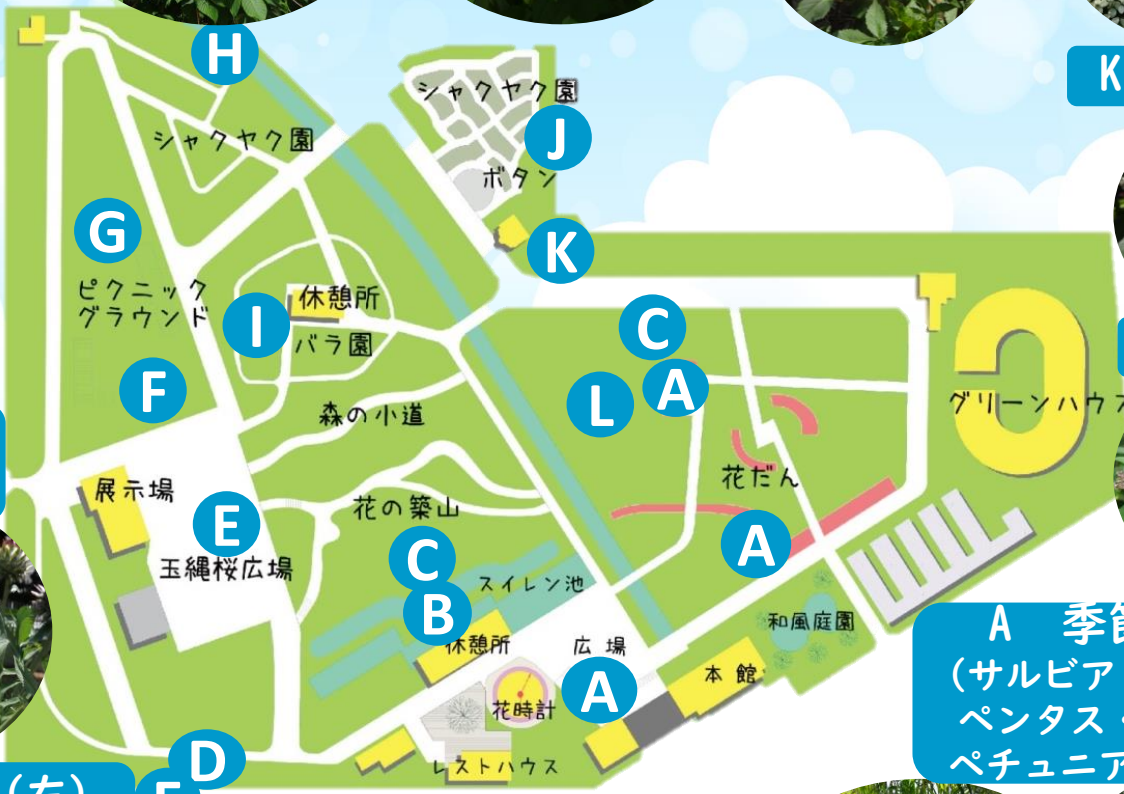 H
シャクヤク園
K
シャクヤク園
J
ボタン
G
K
ピクニック
グラウンド
休憩所
I
バラ園
C
A
L
F
森の小道
グリーンハウス
展示場
花の築山
花だん
E
A
玉縄桜広場
C
スイレン池
B
休憩所
広場
和風庭園
本館
A 季節
(サルビア
ペンタス・
ペチュニア
花時計
A
レストハウス
D
(左)